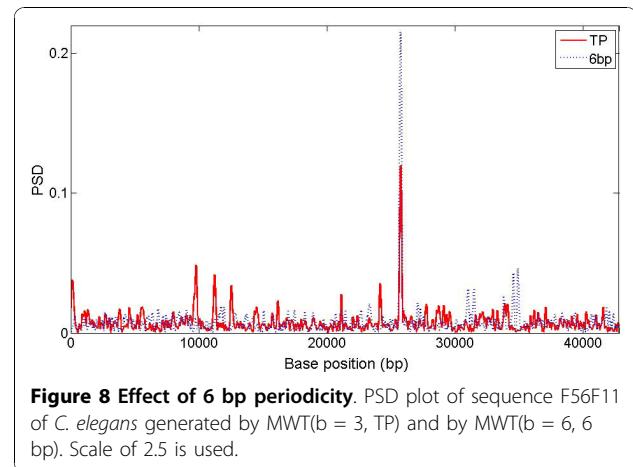 0.2
TP
6bp
PSD
0.1
0
0 10000 20000 30000 40000
Base position (bp)
Figure 8 Effect of 6 bp periodicity. PSD plot of sequence F56F11
of C. elegans generated by MWT(b = 3, TP) and by MWT(b = 6, 6
bp). Scale of 2.5 is used.